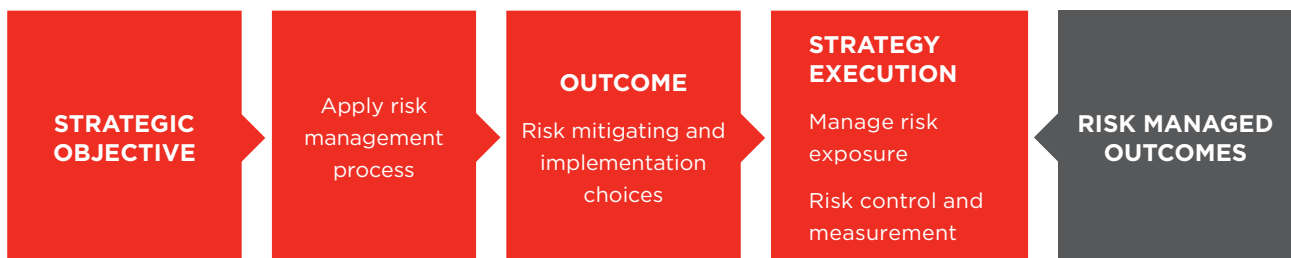 STRATEGIC
OBJECTIVE
Apply risk
management
process
OUTCOME
Risk mitigating and
implementation
choices
STRATEGY
EXECUTION
Manage risk
exposure
Risk control and
measurement
RISK MANAGED
OUTCOMES